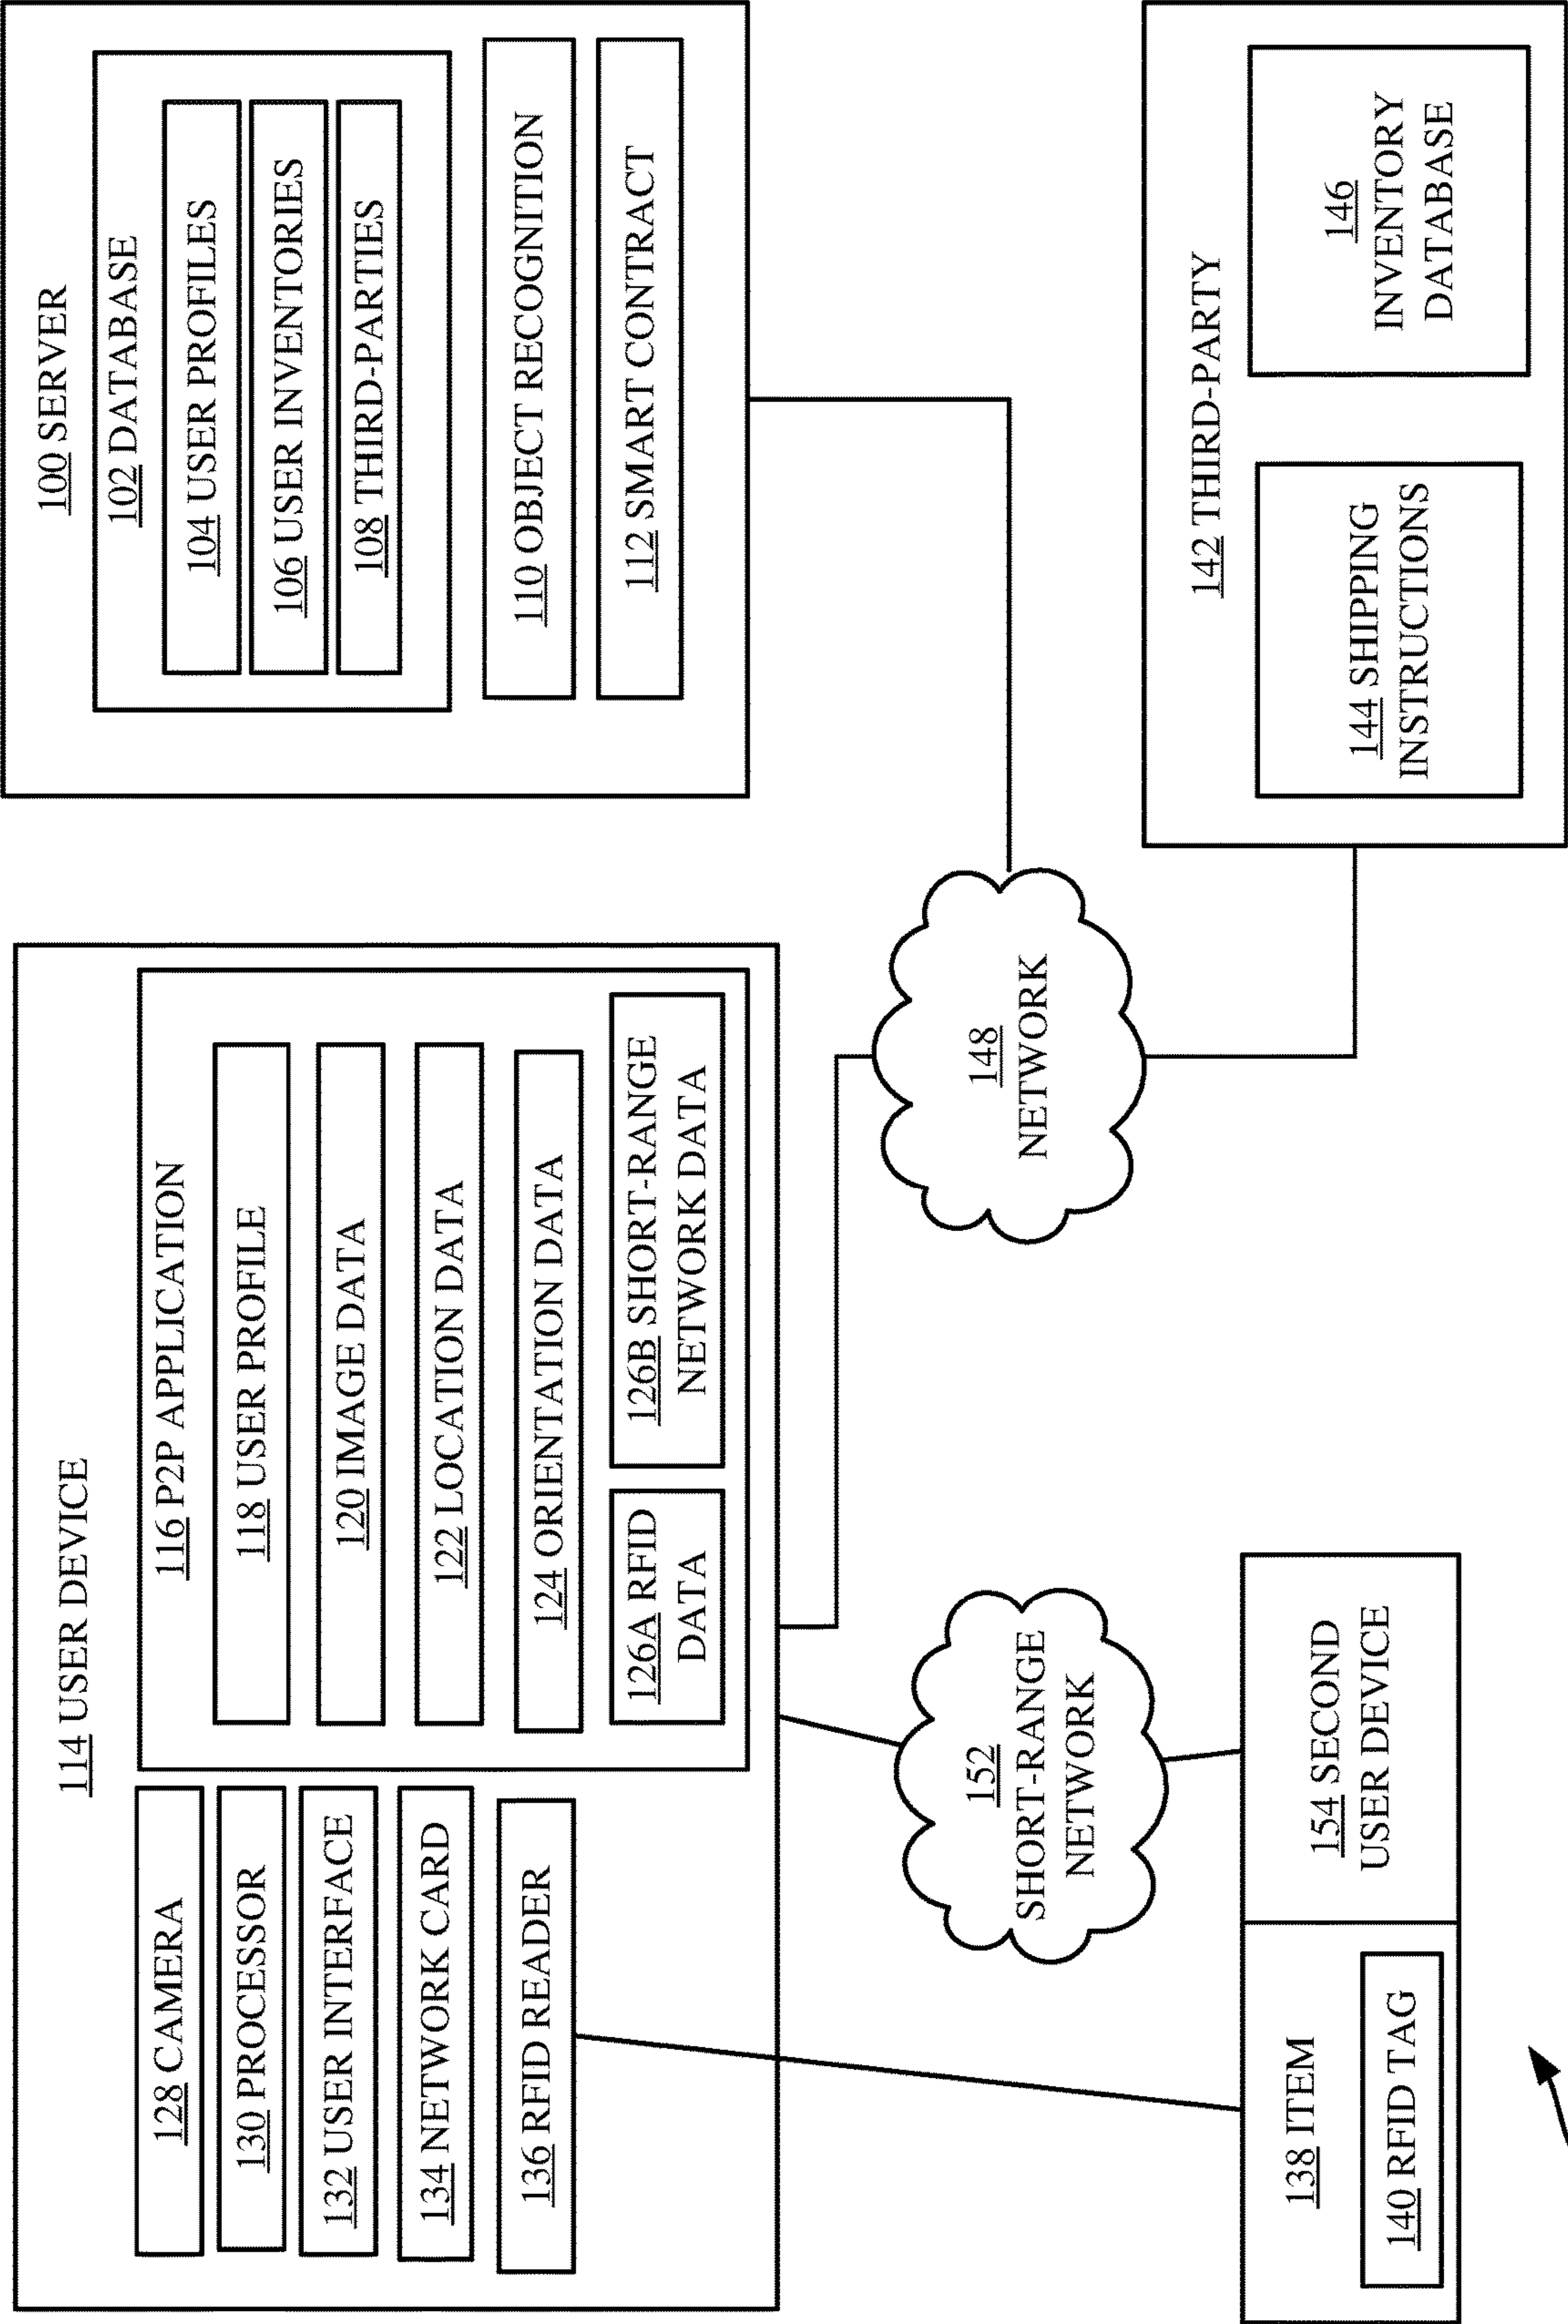 114 USER DEVICE
128 CAMERA
130 PROCESSOR
132 USER INTERFACE
134 NETWORK CARD
136 RFID READER
116 P2P APPLICATION
118 USER PROFILE
120 IMAGE DATA
122 LOCATION DATA
124 ORIENTATION DATA
126A RFID
DATA
126B SHORT-RANGE
NETWORK DATA
100 SERVER
102 DATABASE
104 USER PROFILES
106 USER INVENTORIES
108 THIRD-PARTIES
110 OBJECT RECOGNITION
112 SMART CONTRACT
152
SHORT-RANGE
NETWORK
148
NETWORK
138 ITEM
140 RFID TAG
154 SECOND
USER DEVICE
142 THIRD-PARTY
144 SHIPPING
INSTRUCTIONS
146
INVENTORY
DATABASE